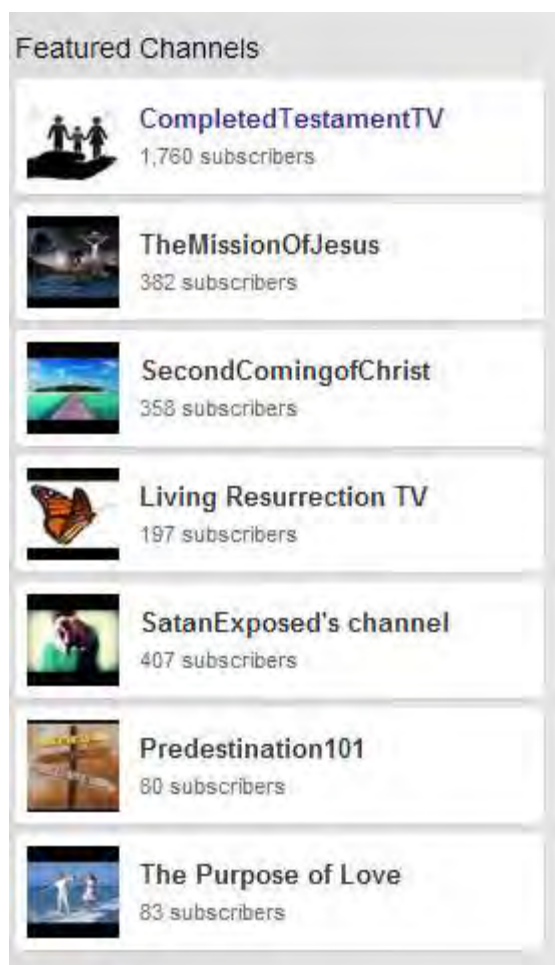 Featured Channels
CompletedTestamentTV
1,760 subscribers
TheMissionOfJesus
382 subscribers
SecondComingofChrist
358 subscribers
Living Resurrection TV
197 subscribers
SatanExposed's channel
407 subscribers
Predestination101
80 subscribers
The Purpose of Love
83 subscribers